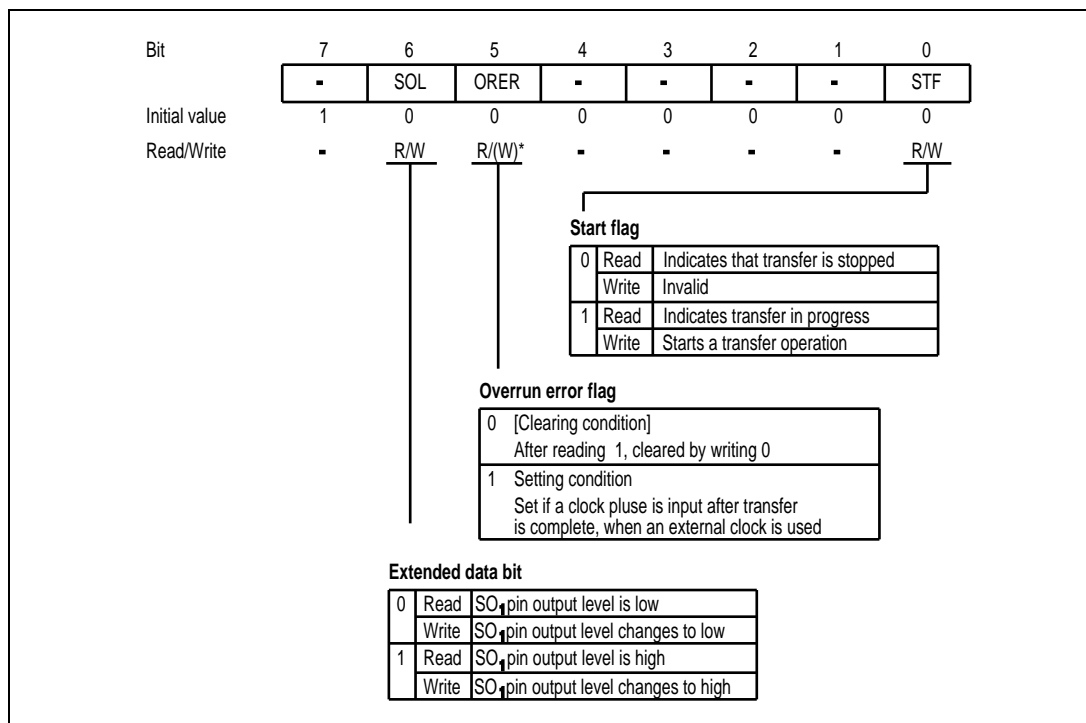 Bit 7 6 5 4 3 2 1 0
- SOL ORER - - - - STF
Initial value 1 0 0 0 0 0 0 0
Read/Write - R/W R/(W)* - - - - R/W
Start flag
0 Read Indicates that transfer is stopped
Write Invalid
1 Read Indicates transfer in progress
Write Starts a transfer operation
Overrun error flag
0 [Clearing condition]
After reading 1, cleared by writing 0
1 Setting condition
Set if a clock pluse is input after transfer
is complete, when an external clock is used
Extended data bit
0 Read SO1 pin output level is low
Write SO1 pin output level changes to low
1 Read SO1 pin output level is high
Write SO1 pin output level changes to high